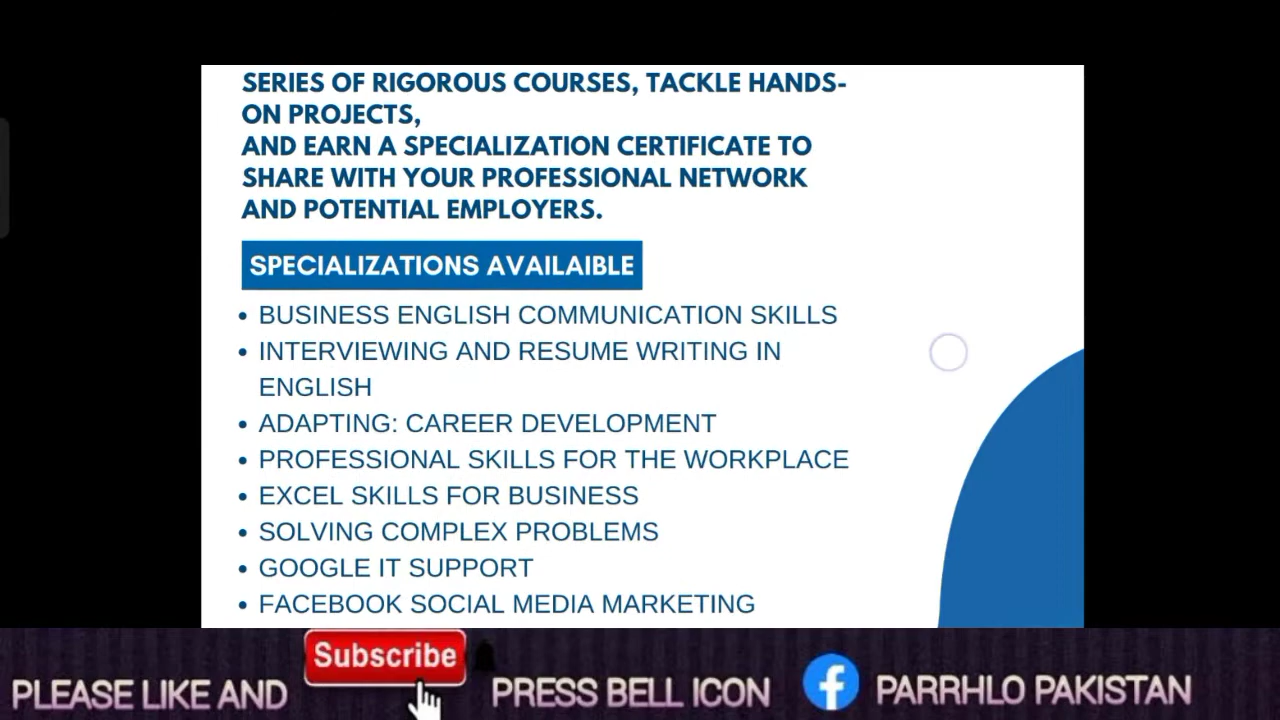 SERIES OF RIGOROUS COURSES, TACKLE HANDS-
ON PROJECTS,
AND EARN A SPECIALIZATION CERTIFICATE TO
SHARE WITH YOUR PROFESSIONAL NETWORK
AND POTENTIAL EMPLOYERS.
SPECIALIZATIONS AVAILAIBLE
• BUSINESS ENGLISH COMMUNICATION SKILLS
• INTERVIEWING AND RESUME WRITING IN
ENGLISH
• ADAPTING: CAREER DEVELOPMENT
• PROFESSIONAL SKILLS FOR THE WORKPLACE
• EXCEL SKILLS FOR BUSINESS
• SOLVING COMPLEX PROBLEMS
• GOOGLE IT SUPPORT
• FACEBOOK SOCIAL MEDIA MARKETING
PLEASE LIKE AND Subscribe PRESS BELL ICON f PARRHLO PAKISTAN